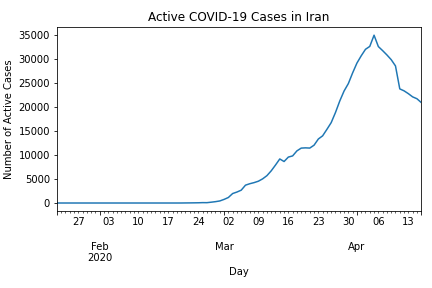 Active COVID-19 Cases in Iran
Number of Active Cases
35000
30000
25000
20000
15000
10000
5000
0
27 03 10 17 24 02 09 16 23 30 06 13
Feb Mar Apr
2020
Day